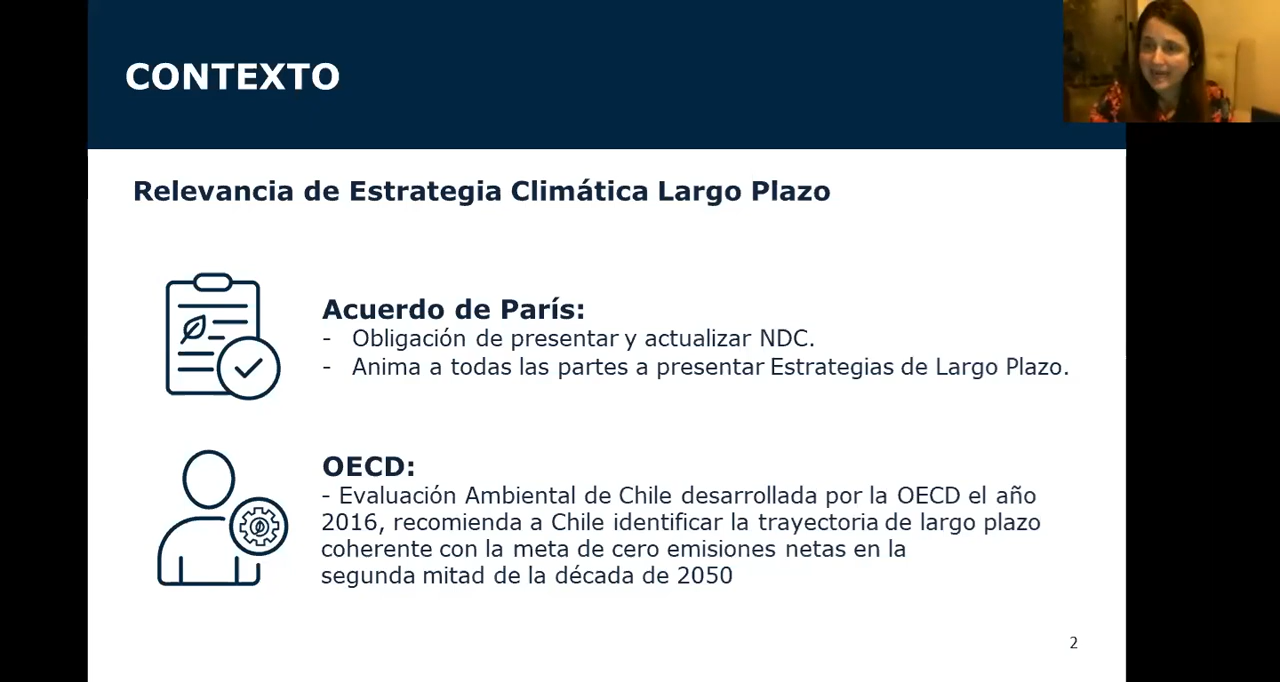 CONTEXTO
Relevancia de Estrategia Climática Largo Plazo
Acuerdo de París:
- Obligación de presentar y actualizar NDC.
- Anima a todas las partes a presentar Estrategias de Largo Plazo.
OECD:
- Evaluación Ambiental de Chile desarrollada por la OECD el año
2016, recomienda a Chile identificar la trayectoria de largo plazo
coherente con la meta de cero emisiones netas en la
segunda mitad de la década de 2050
2